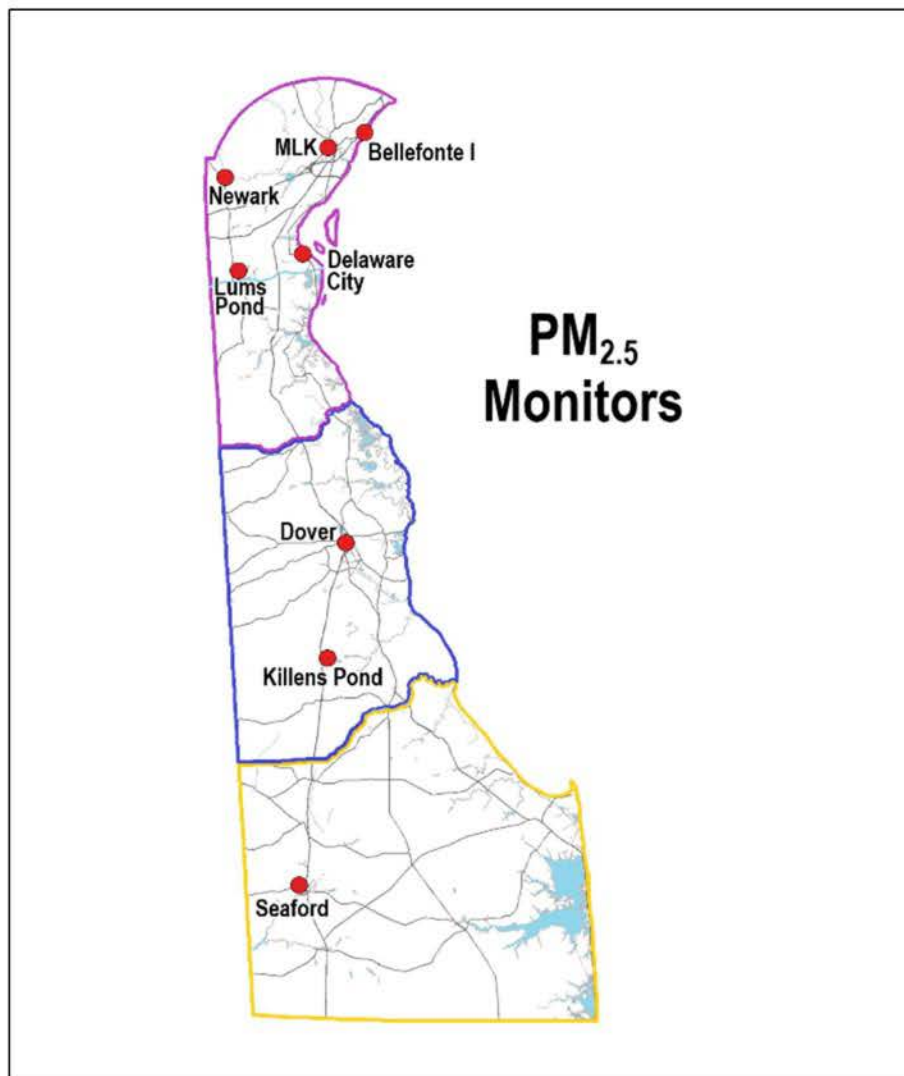 MLK
Bellefonte I
Newark
Delaware
City
Lums
Pond
PM2.5
Monitors
Dover
Killens Pond
Seaford